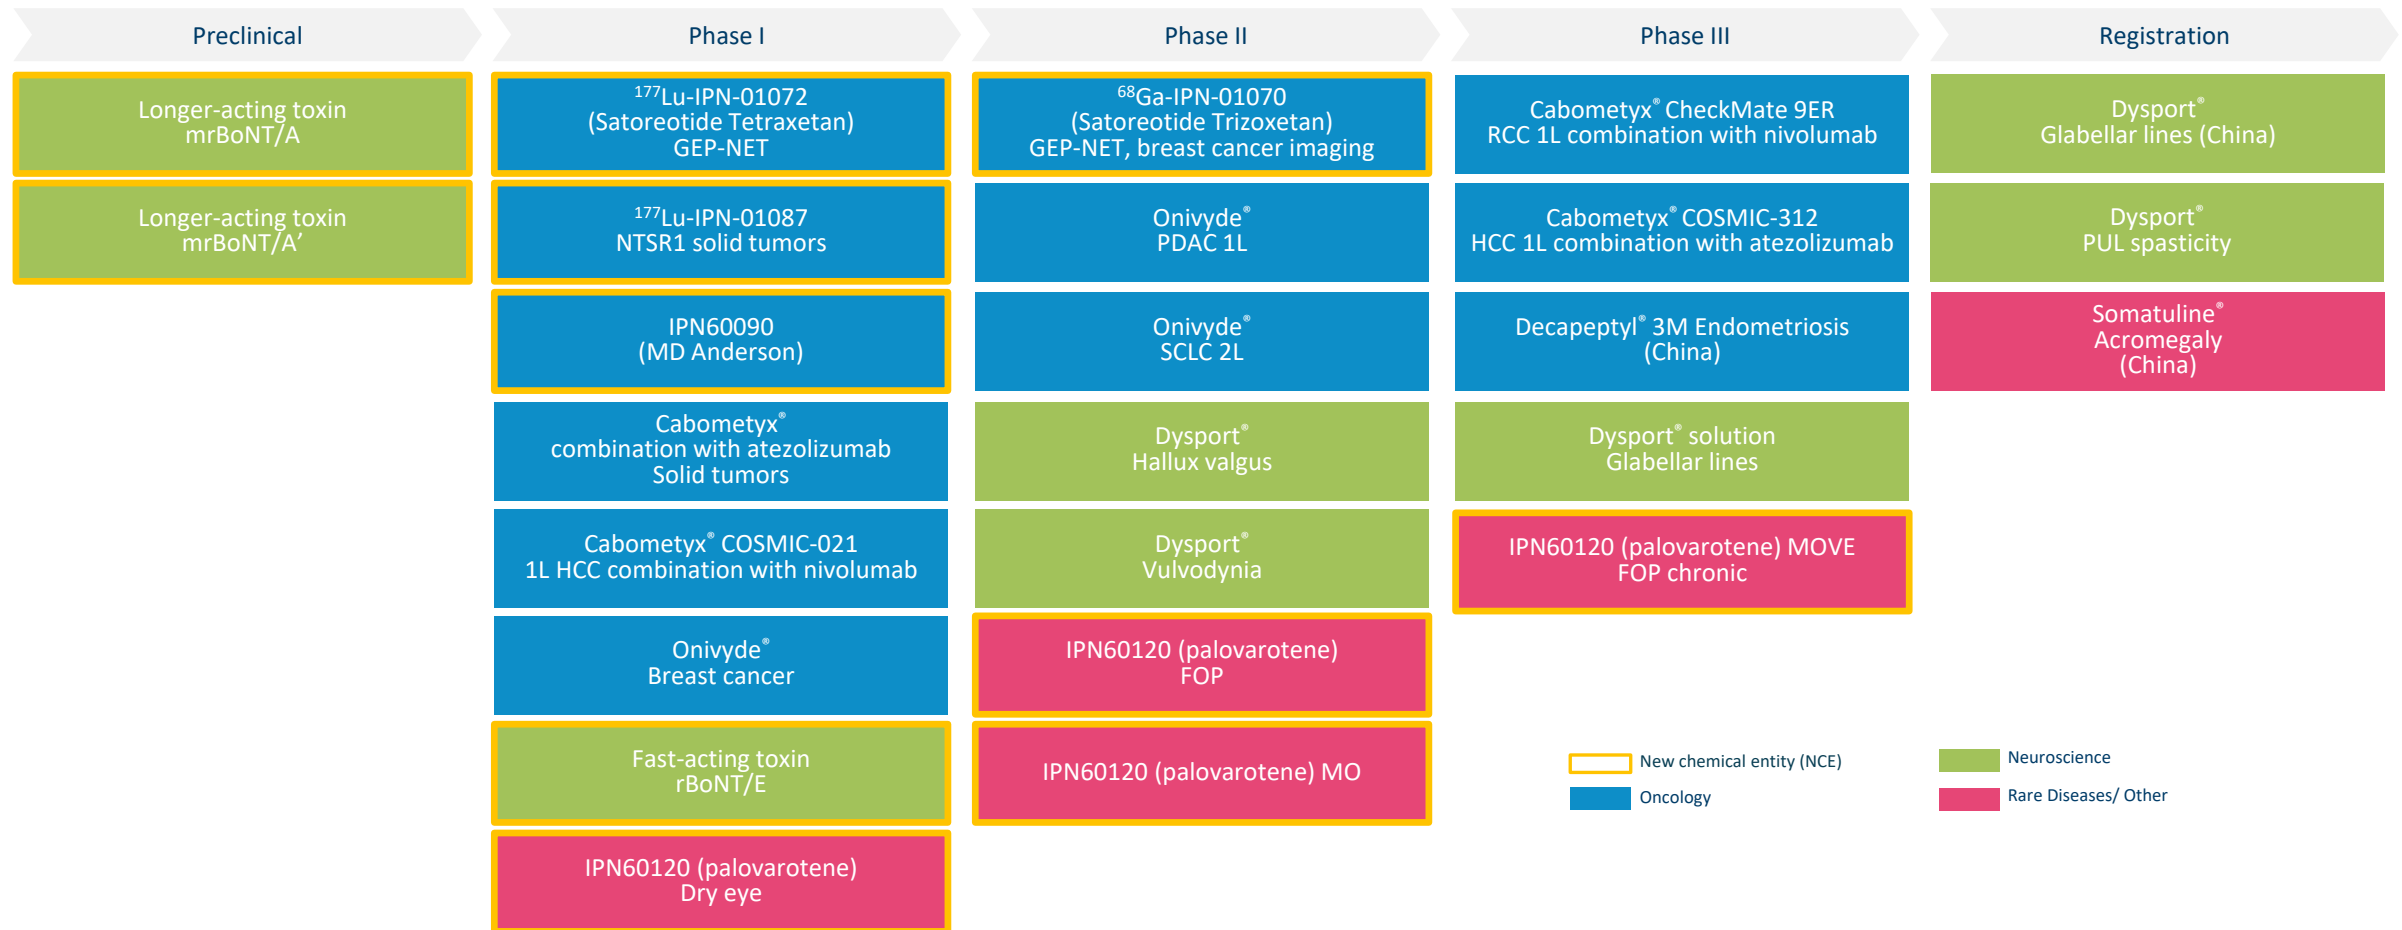 Preclinical
Phase I
Phase II
Phase III
Registration
Longer-acting toxin
mrBoNT/A
Longer-acting toxin
mrBoNT/A’
177Lu-IPN-01072
(Satoreotide Tetraxetan)
GEP-NET
177Lu-IPN-01087
NTSR1 solid tumors
IPN60090
(MD Anderson)
Cabometyx®
combination with atezolizumab
Solid tumors
Cabometyx® COSMIC-021
1L HCC combination with nivolumab
Onivyde®
Breast cancer
Fast-acting toxin
rBoNT/E
IPN60120 (palovarotene)
Dry eye
68Ga-IPN-01070
(Satoreotide Trizoxetan)
GEP-NET, breast cancer imaging
Onivyde®
PDAC 1L
Onivyde®
SCLC 2L
Dysport®
Hallux valgus
Dysport®
Vulvodynia
IPN60120 (palovarotene)
FOP
IPN60120 (palovarotene) MO
Cabometyx® CheckMate 9ER
RCC 1L combination with nivolumab
Cabometyx® COSMIC-312
HCC 1L combination with atezolizumab
Decapeptyl® 3M Endometriosis
(China)
Dysport® solution
Glabellar lines
IPN60120 (palovarotene) MOVE
FOP chronic
Dysport®
Glabellar lines (China)
Dysport®
PUL spasticity
Somatuline®
Acromegaly
(China)
New chemical entity (NCE)
Oncology
Neuroscience
Rare Diseases/ Other